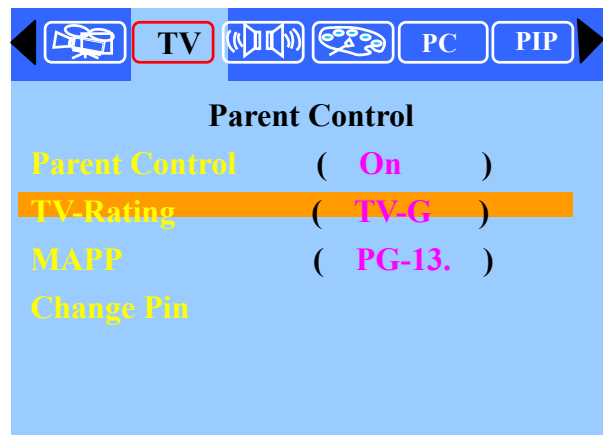 TV PC PIP
Parent Control
Parent Control ( On )
TV-Rating ( TV-G )
MAPP ( PG-13. )
Change Pin